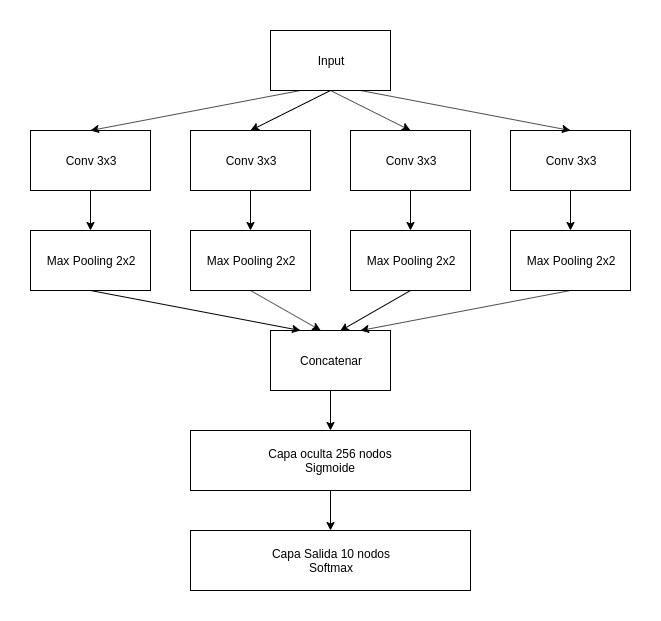 Input
Conv 3x3
Conv 3x3
Conv 3x3
Conv 3x3
Max Pooling 2x2
Max Pooling 2x2
Max Pooling 2x2
Max Pooling 2x2
Concatenar
Capa oculta 256 nodos
Sigmoide
Capa Salida 10 nodos
Softmax